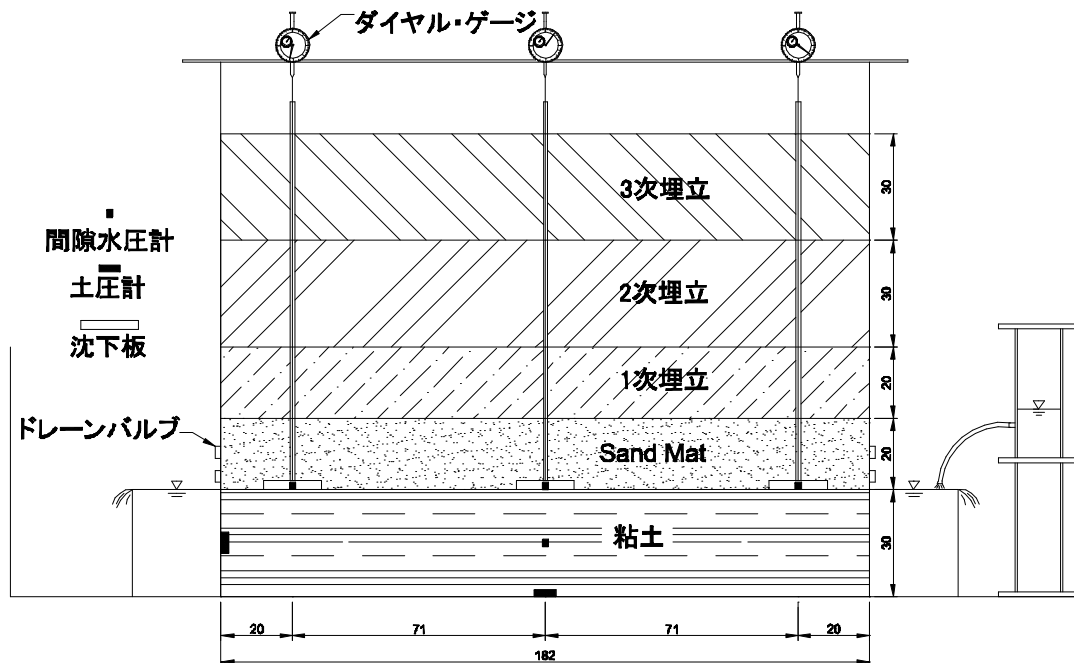 ダイヤル・ゲージ
3次埋立
30
間隙水圧計
土圧計
2次埋立
30
沈下板
1次埋立
20
ドレーンバルブ
Sand Mat
20
粘土
30
20
71
71
20
182